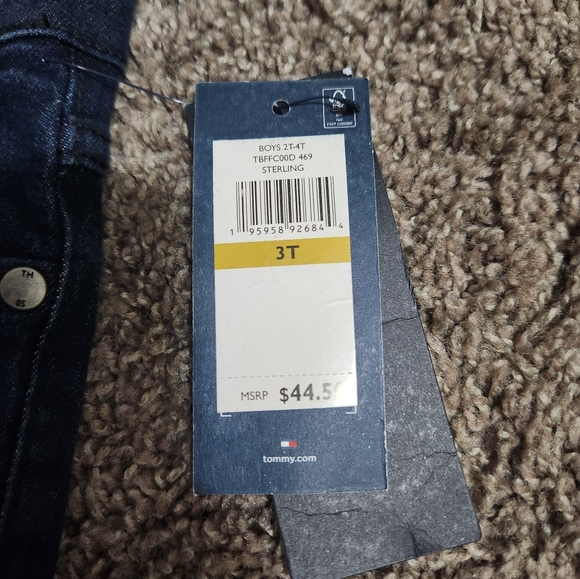 BOYS 2T-4T
TBFFC00D 469
STERLING
1 95958 92684 4
3T
MSRP $44.5
tommy.com
TH
85